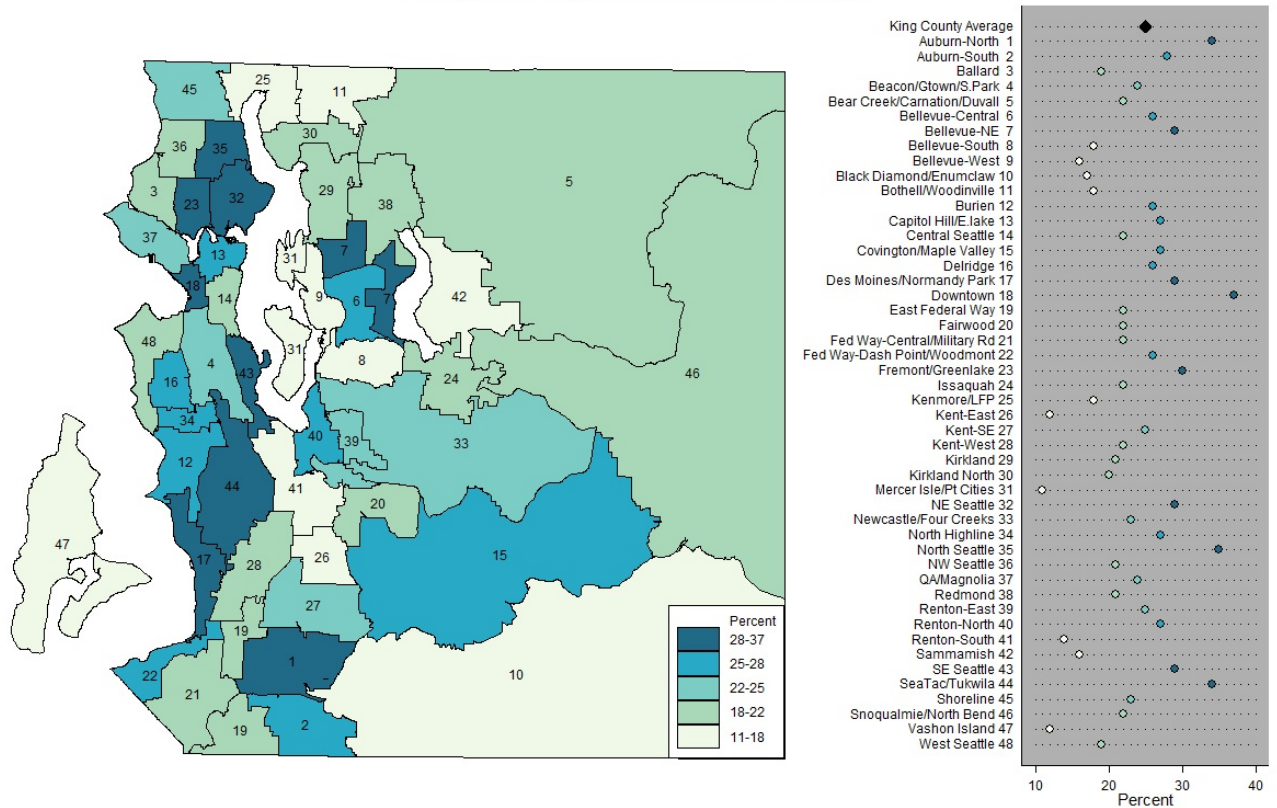 45
25
11
36
35
30
3
23
32
29
38
5
37
13
7
31
18
14
9
6
7
42
48
4
43
31
8
16
24
46
34
40
39
33
12
44
41
20
47
17
28
26
15
27
19
1
22
21
10
19
2
Percent
28-37
25-28
22-25
18-22
11-18
King County Average
Auburn-North 1
Auburn-South 2
Ballard 3
Beacon/Gtown/S.Park 4
Bear Creek/Carnation/Duvall 5
Bellevue-Central 6
Bellevue-NE 7
Bellevue-South 8
Bellevue-West 9
Black Diamond/Enumclaw 10
Bothell/Woodinville 11
Burien 12
Capitol Hill/E.lake 13
Central Seattle 14
Covington/Maple Valley 15
Delridge 16
Des Moines/Normandy Park 17
Downtown 18
East Federal Way 19
Fairwood 20
Fed Way-Central/Military Rd 21
Fed Way-Dash Point/Woodmont 22
Fremont/Greenlake 23
Issaquah 24
Kenmore/LFP 25
Kent-East 26
Kent-SE 27
Kent-West 28
Kirkland 29
Kirkland North 30
Mercer Isle/Pt Cities 31
NE Seattle 32
Newcastle/Four Creeks 33
North Highline 34
North Seattle 35
NW Seattle 36
QA/Magnolia 37
Redmond 38
Renton-East 39
Renton-North 40
Renton-South 41
Sammamish 42
SE Seattle 43
SeaTac/Tukwila 44
Shoreline 45
Snoqualmie/North Bend 46
Vashon Island 47
West Seattle 48
10 20 30 40
Percent